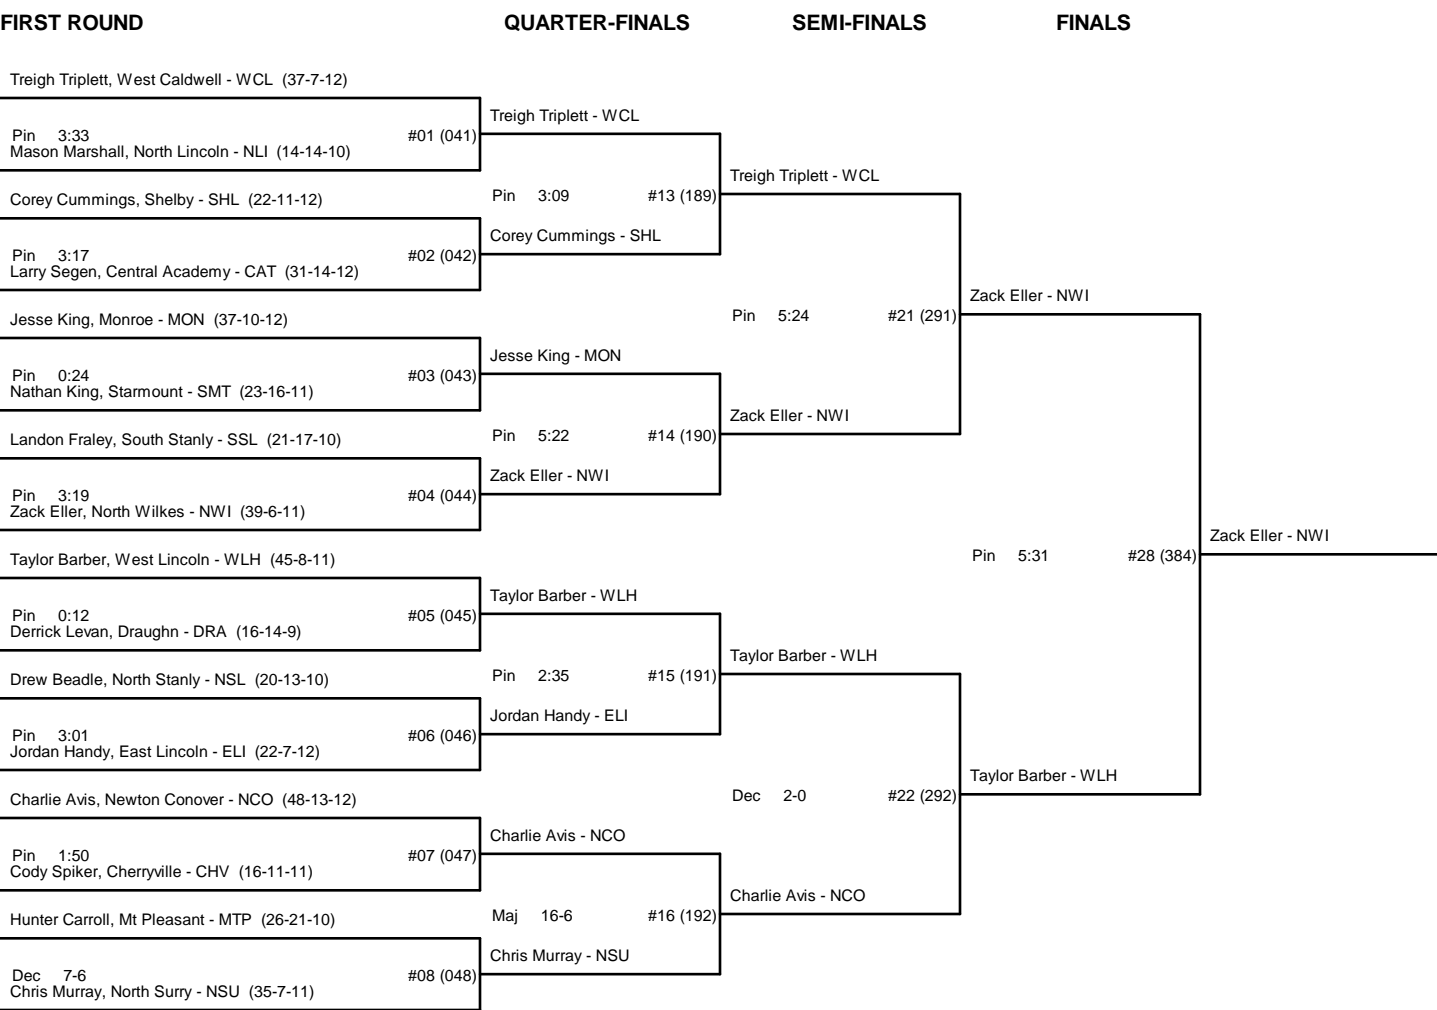 FIRST ROUND QUARTER-FINALS SEMI-FINALS FINALS
Treigh Triplett, West Caldwell - WCL (37-7-12)
Treigh Triplett - WCL
Pin 3:33 #01 (041)
Mason Marshall, North Lincoln - NLI (14-14-10)
Treigh Triplett - WCL
Corey Cummings, Shelby - SHL (22-11-12)
Pin 3:09 #13 (189)
Corey Cummings - SHL
Pin 3:17 #02 (042)
Larry Segen, Central Academy - CAT (31-14-12)
Zack Eller - NWI
Jesse King, Monroe - MON (37-10-12)
Pin 5:24 #21 (291)
Jesse King - MON
Pin 0:24 #03 (043)
Nathan King, Starmount - SMT (23-16-11)
Zack Eller - NWI
Landon Fraley, South Stanly - SSL (21-17-10)
Pin 5:22 #14 (190)
Zack Eller - NWI
Pin 3:19 #04 (044)
Zack Eller, North Wilkes - NWI (39-6-11)
Zack Eller - NWI
Taylor Barber, West Lincoln - WLH (45-8-11)
Pin 5:31 #28 (384)
Taylor Barber - WLH
Pin 0:12 #05 (045)
Derrick Levan, Draughn - DRA (16-14-9)
Taylor Barber - WLH
Drew Beadle, North Stanly - NSL (20-13-10)
Pin 2:35 #15 (191)
Jordan Handy - ELI
Pin 3:01 #06 (046)
Jordan Handy, East Lincoln - ELI (22-7-12)
Taylor Barber - WLH
Charlie Avis, Newton Conover - NCO (48-13-12)
Dec 2-0 #22 (292)
Charlie Avis - NCO
Pin 1:50 #07 (047)
Cody Spiker, Cherryville - CHV (16-11-11)
Charlie Avis - NCO
Hunter Carroll, Mt Pleasant - MTP (26-21-10)
Maj 16-6 #16 (192)
Chris Murray - NSU
Dec 7-6 #08 (048)
Chris Murray, North Surry - NSU (35-7-11)